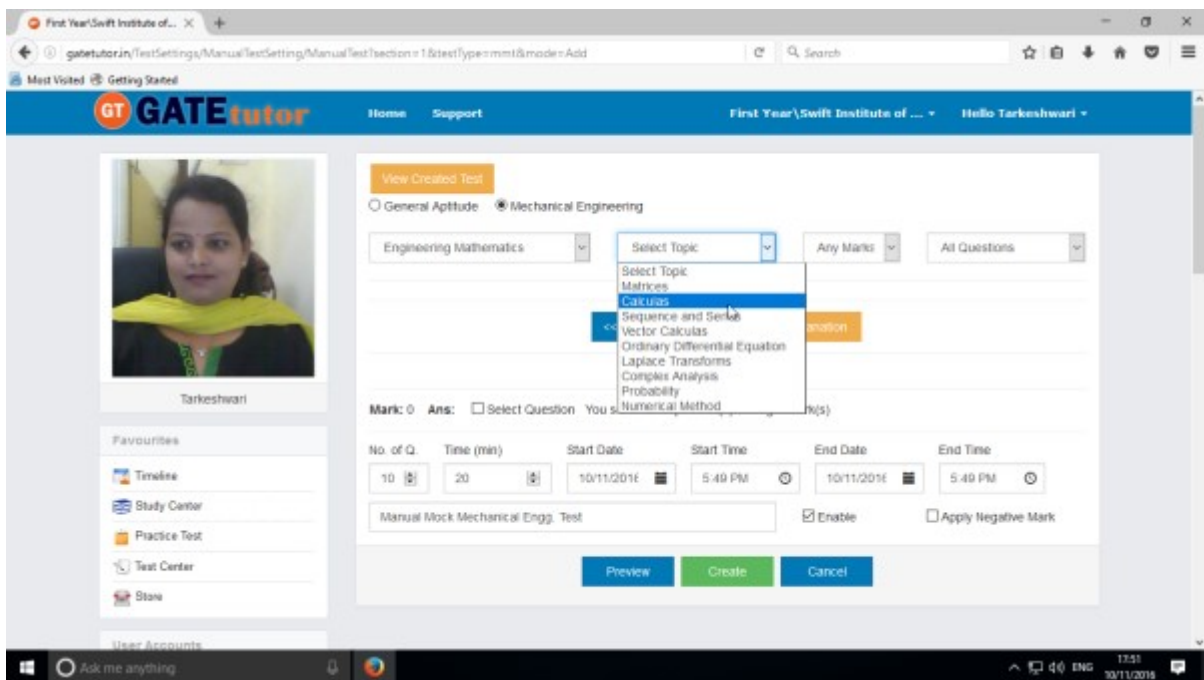 First Year\Swift Institute of...
gatetutor.in/TestSettings/ManualTestSetting/ManualTest?section=1&testType=mmt&mode=Add
Search
Most Visited Getting Started
GT GATEtutor
Home Support First Year\Swift Institute of .... Hello Tarkeshwari
View Created Test
General Aptitude Mechanical Engineering
Engineering Mathematics Select Topic Any Marks All Questions
Select Topic
Matrices
Calculas
Sequence and Series
Vector Calculas
Ordinary Differential Equation
Laplace Transforms
Complex Analysis
Probability
Numerical Method
<<
Tarkeshwari
Mark: 0 Ans: Select Question You
Favourites
No. of Q. Time (min) Start Date Start Time End Date End Time
10 20 10/11/2016 5:49 PM 10/11/2016 5:49 PM
Timeline
Study Center
Practice Test
Test Center
Store
Manual Mock Mechanical Engg. Test Enable Apply Negative Mark
Preview Create Cancel
User Accounts
Ask me anything
ENG 17:51
10/11/2016